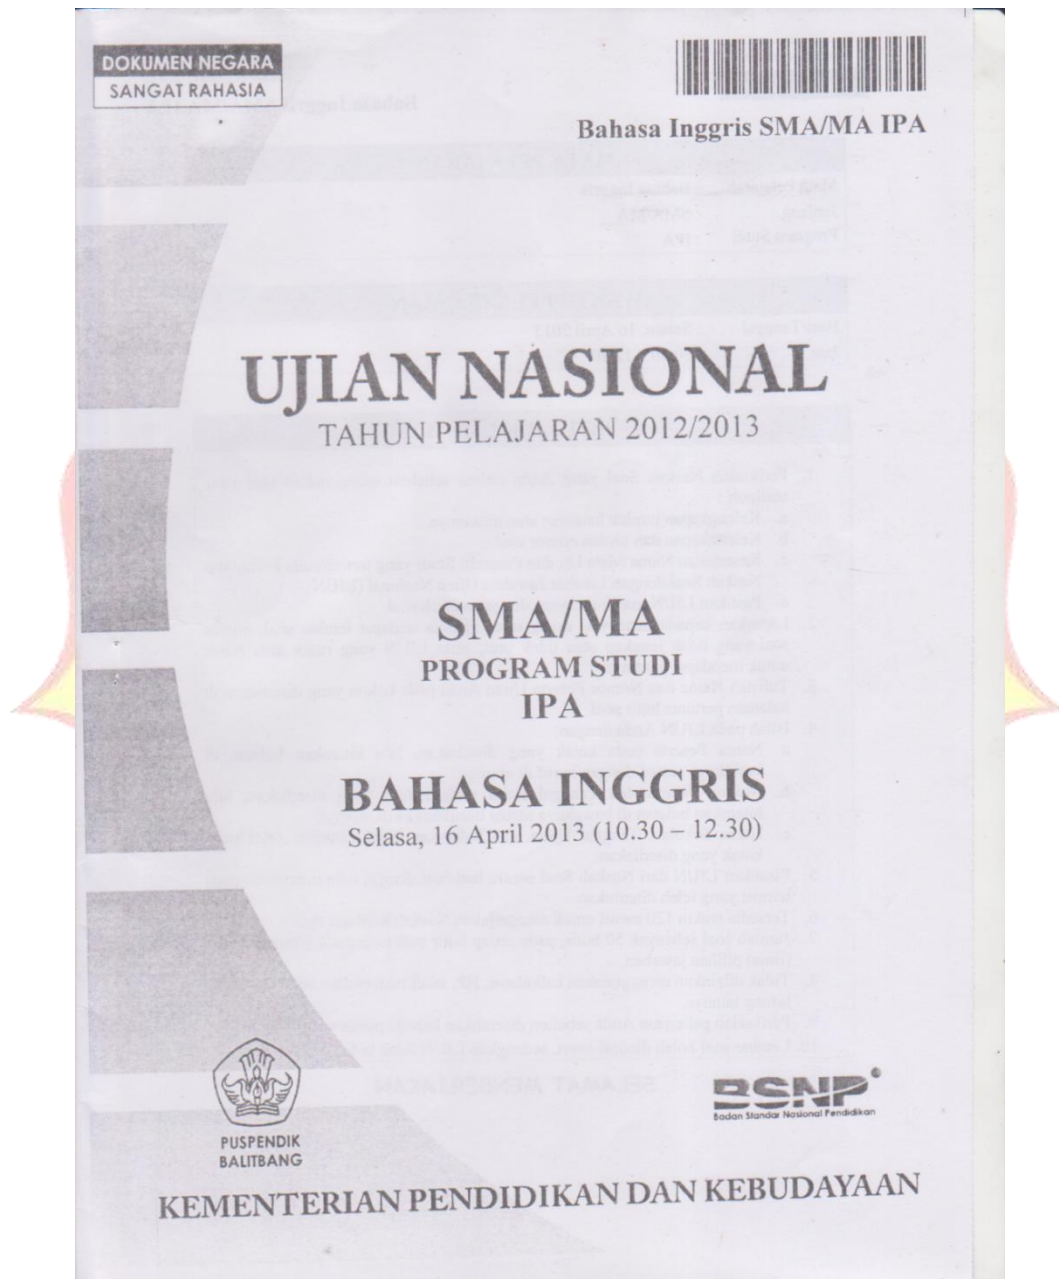 DOKUMEN NEGARA
SANGAT RAHASIA
Bahasa Inggris SMA/MA IPA
UJIAN NASIONAL
TAHUN PELAJARAN 2012/2013
SMA/MA
PROGRAM STUDI
IPA
BAHASA INGGRIS
Selasa, 16 April 2013 (10.30 – 12.30)
PUSPENDIK
BALITBANG
BSNP
Badan Standar Nasional Pendidikan
KEMENTERIAN PENDIDIKAN DAN KEBUDAYAAN